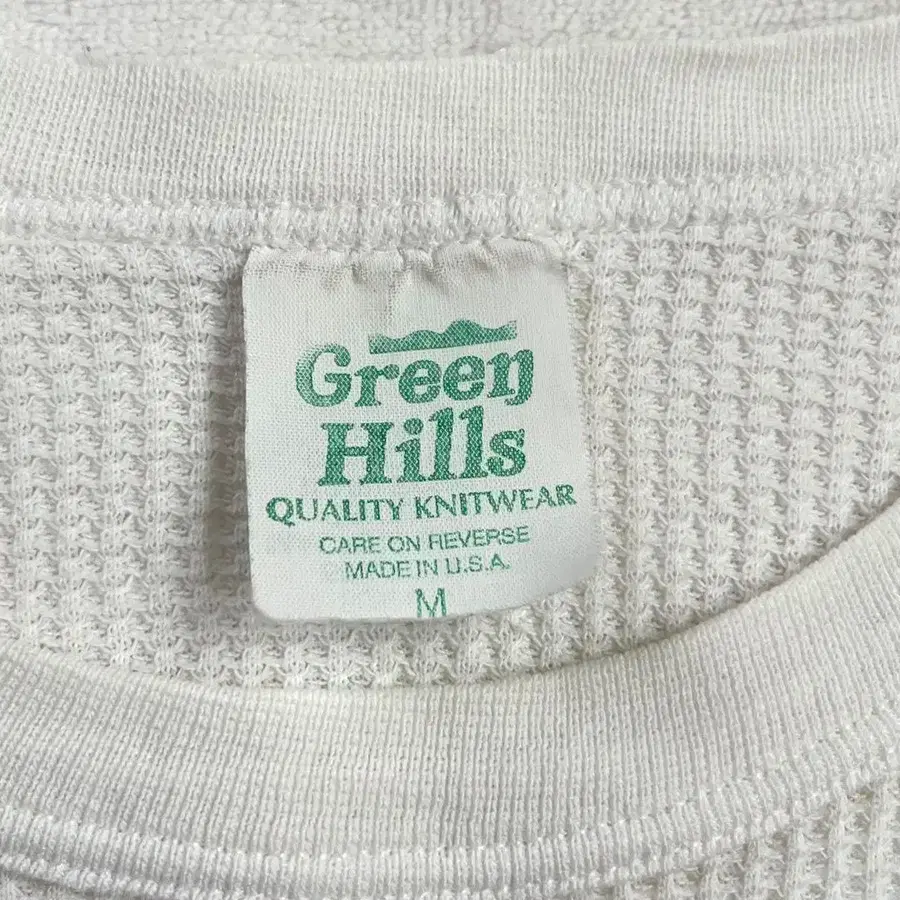 Green
Hills
QUALITY KNITWEAR
CARE ON REVERSE
MADE IN U.S.A.
M